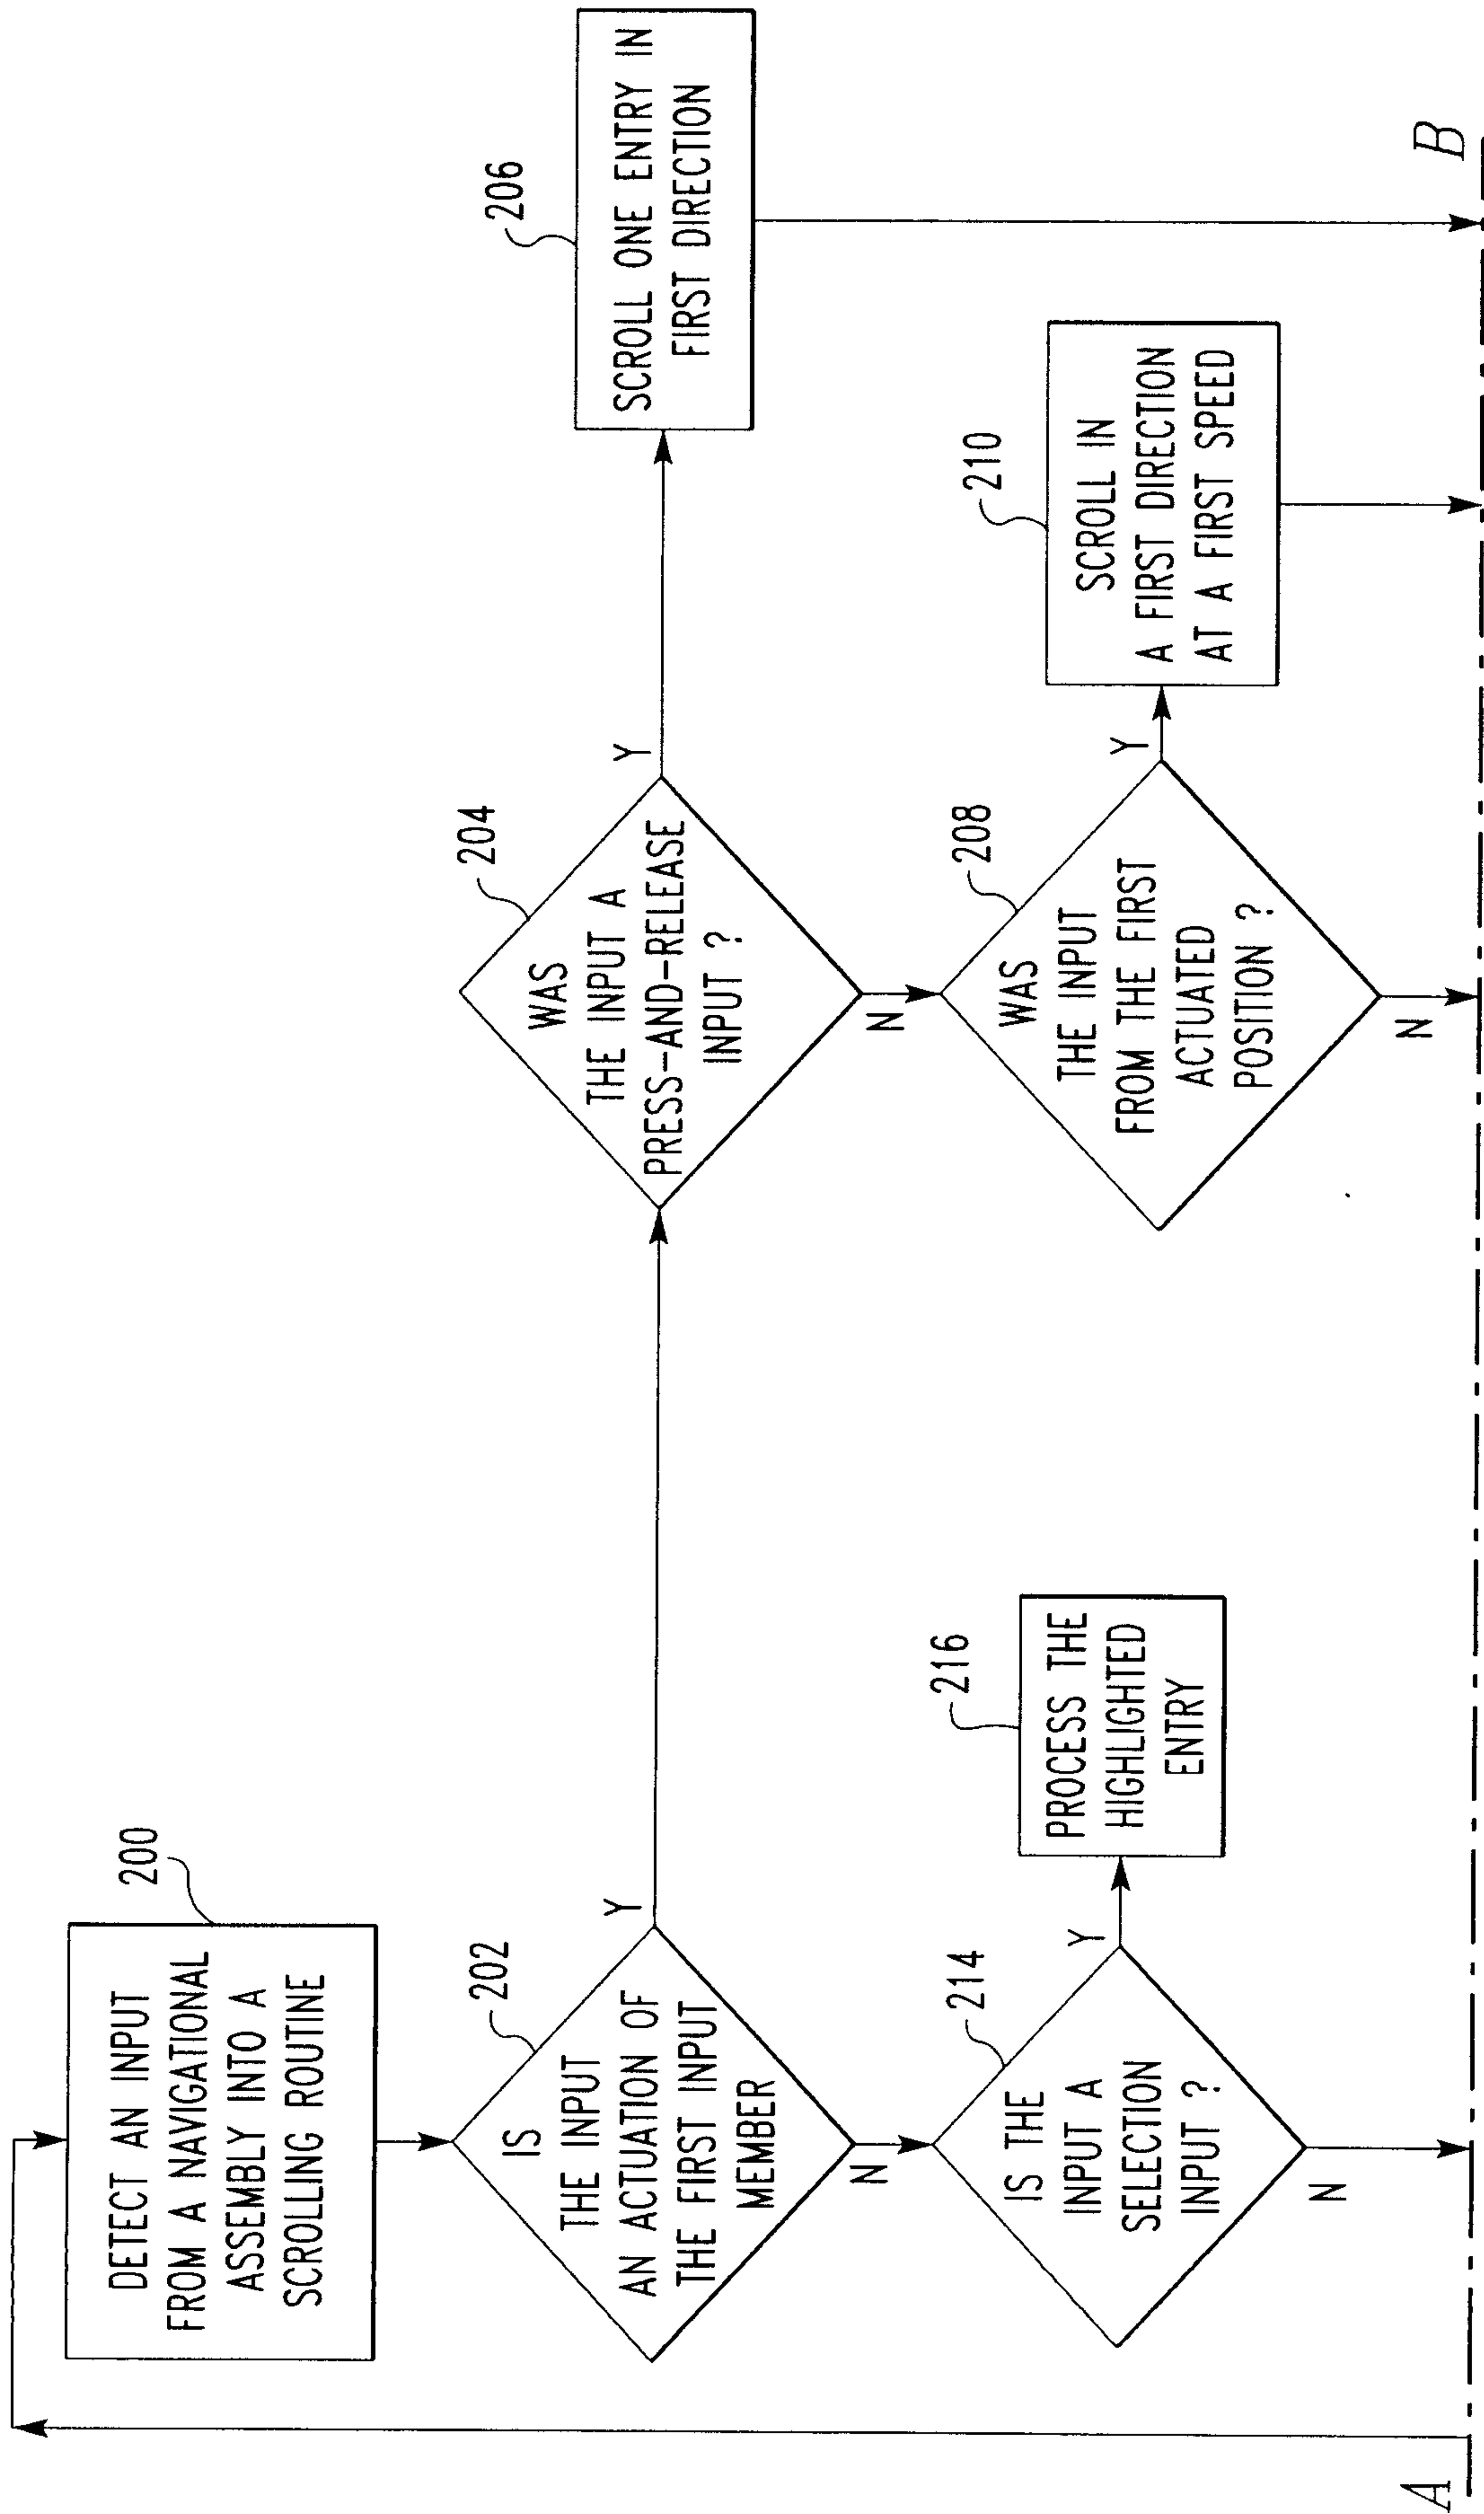 200
DETECT AN INPUT
FROM A NAVIGATIONAL
ASSEMBLY INTO A
SCROLLING ROUTINE
202
IS
THE INPUT
AN ACTUATION OF
THE FIRST INPUT
MEMBER
Y
N
204
WAS
THE INPUT A
PRESS-AND-RELEASE
INPUT ?
Y
N
206
SCROLL ONE ENTRY IN
FIRST DIRECTION
214
IS THE
INPUT A
SELECTION
INPUT ?
Y
N
216
PROCESS THE
HIGHLIGHTED
ENTRY
208
WAS
THE INPUT
FROM THE FIRST
ACTUATED
POSITION ?
Y
N
210
SCROLL IN
A FIRST DIRECTION
AT A FIRST SPEED
A
B